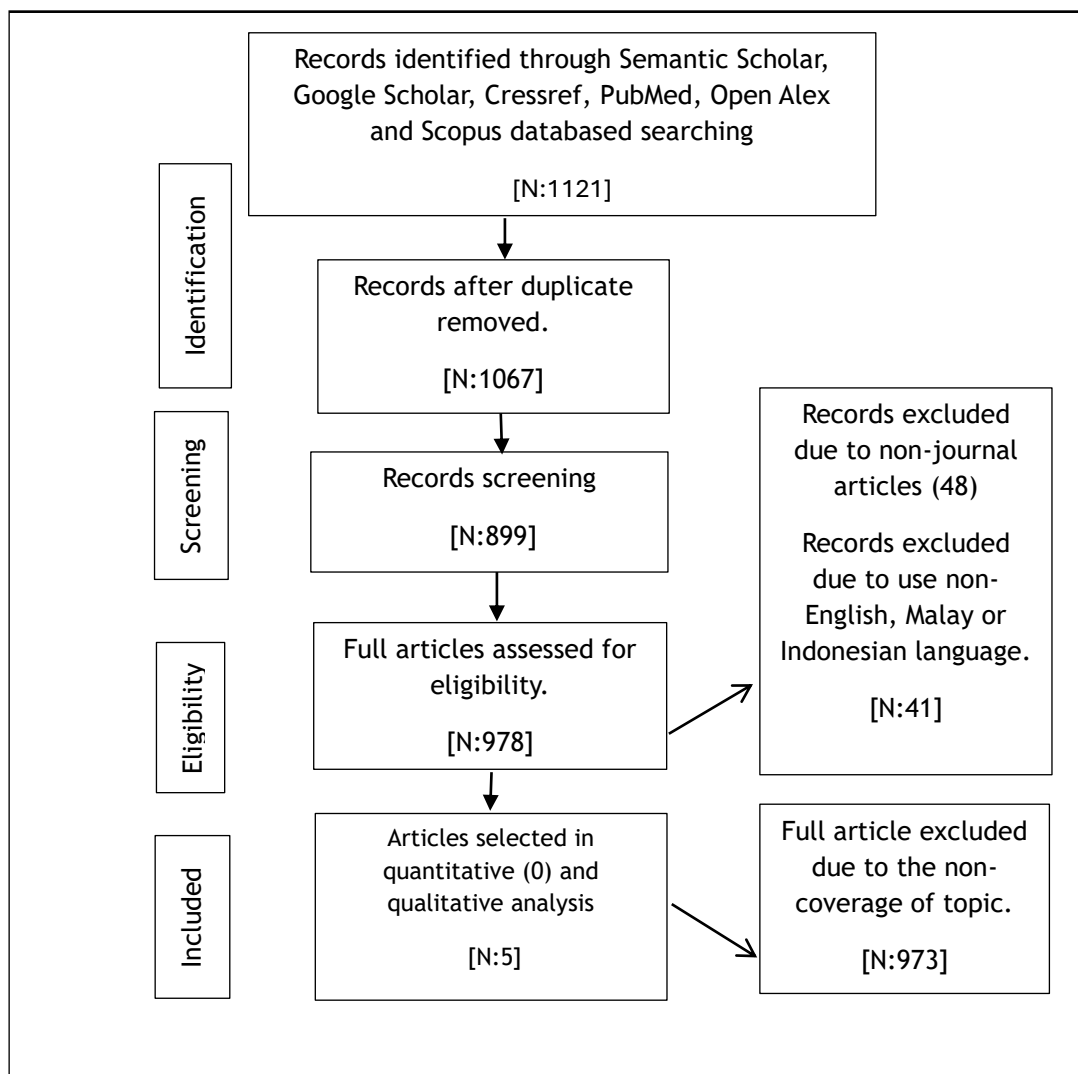 Records identified through Semantic Scholar,
Google Scholar, Cressref, PubMed, Open Alex
and Scopus databased searching
[N:1121]
Identification
Records after duplicate
removed.
[N:1067]
Screening
Records screening
[N:899]
Records excluded
due to non-journal
articles (48)
Records excluded
due to use non-
English, Malay or
Indonesian language.
[N:41]
Eligibility
Full articles assessed for
eligibility.
[N:978]
Included
Articles selected in
quantitative (0) and
qualitative analysis
[N:5]
Full article excluded
due to the non-
coverage of topic.
[N:973]